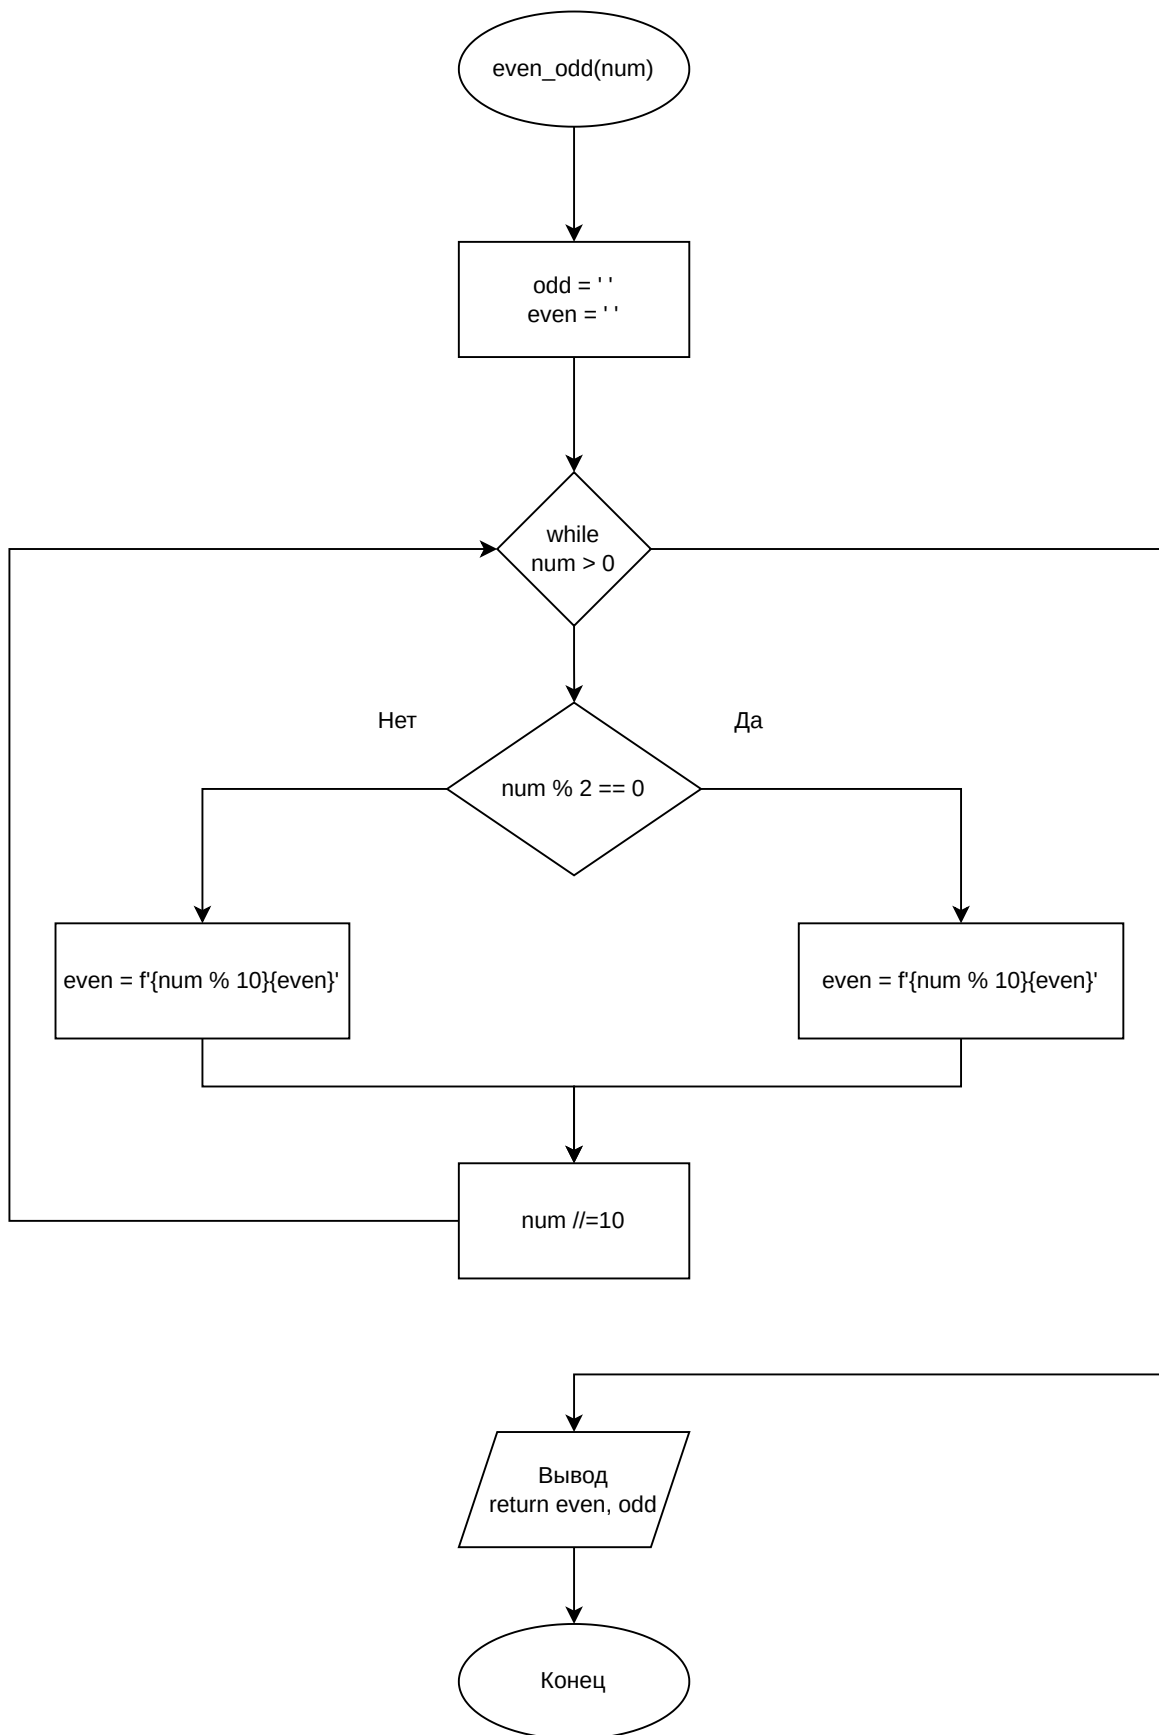 even_odd(num)
odd = ' '
even = ' '
while
num > 0
Нет
Да
num % 2 == 0
even = f'{num % 10}{even}'
even = f'{num % 10}{even}'
num //=10
Вывод
return even, odd
Конец